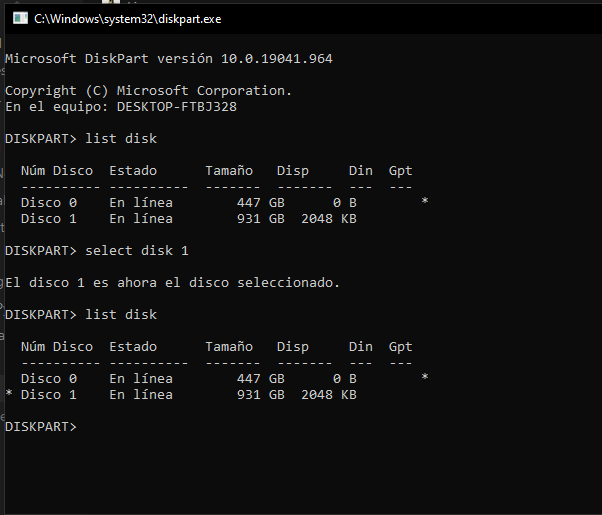 C:\Windows\system32\diskpart.exe
Microsoft DiskPart versión 10.0.19041.964
Copyright (C) Microsoft Corporation.
En el equipo: DESKTOP-FTBJ328
DISKPART> list disk
  Núm Disco  Estado      Tamaño   Disp     Din  Gpt
  ----------  ----------  -------  -------  ---  ---
  Disco 0    En línea        447 GB      0 B        *
  Disco 1    En línea        931 GB  2048 KB
DISKPART> select disk 1
El disco 1 es ahora el disco seleccionado.
DISKPART> list disk
  Núm Disco  Estado      Tamaño   Disp     Din  Gpt
  ----------  ----------  -------  -------  ---  ---
  Disco 0    En línea        447 GB      0 B        *
* Disco 1    En línea        931 GB  2048 KB
DISKPART>